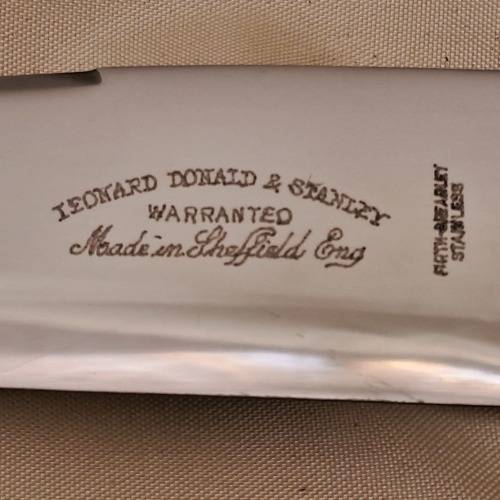 LEONARD DONALD & STANLEY
WARRANTED
Made in Sheffield Eng
FIRTH-BREARLEY
STAINLESS